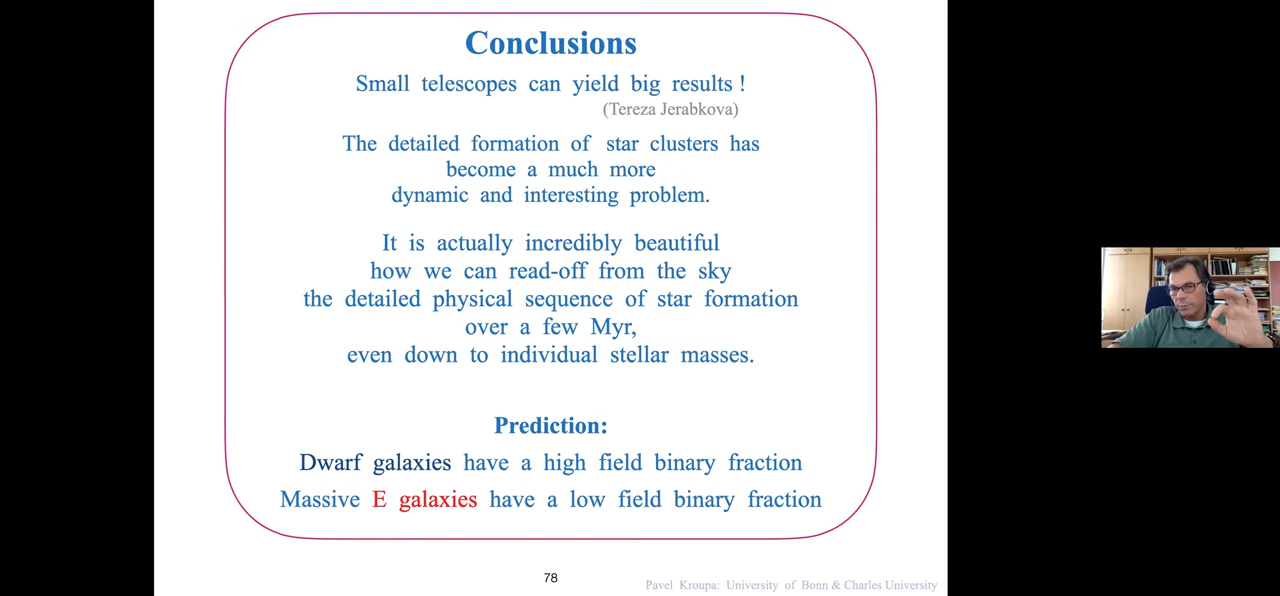 Conclusions
Small telescopes can yield big results !
(Tereza Jerabkova)
The detailed formation of star clusters has
become a much more
dynamic and interesting problem.
It is actually incredibly beautiful
how we can read-off from the sky
the detailed physical sequence of star formation
over a few Myr,
even down to individual stellar masses.
Prediction:
Dwarf galaxies have a high field binary fraction
Massive E galaxies have a low field binary fraction
78
Pavel Kroupa: University of Bonn & Charles University